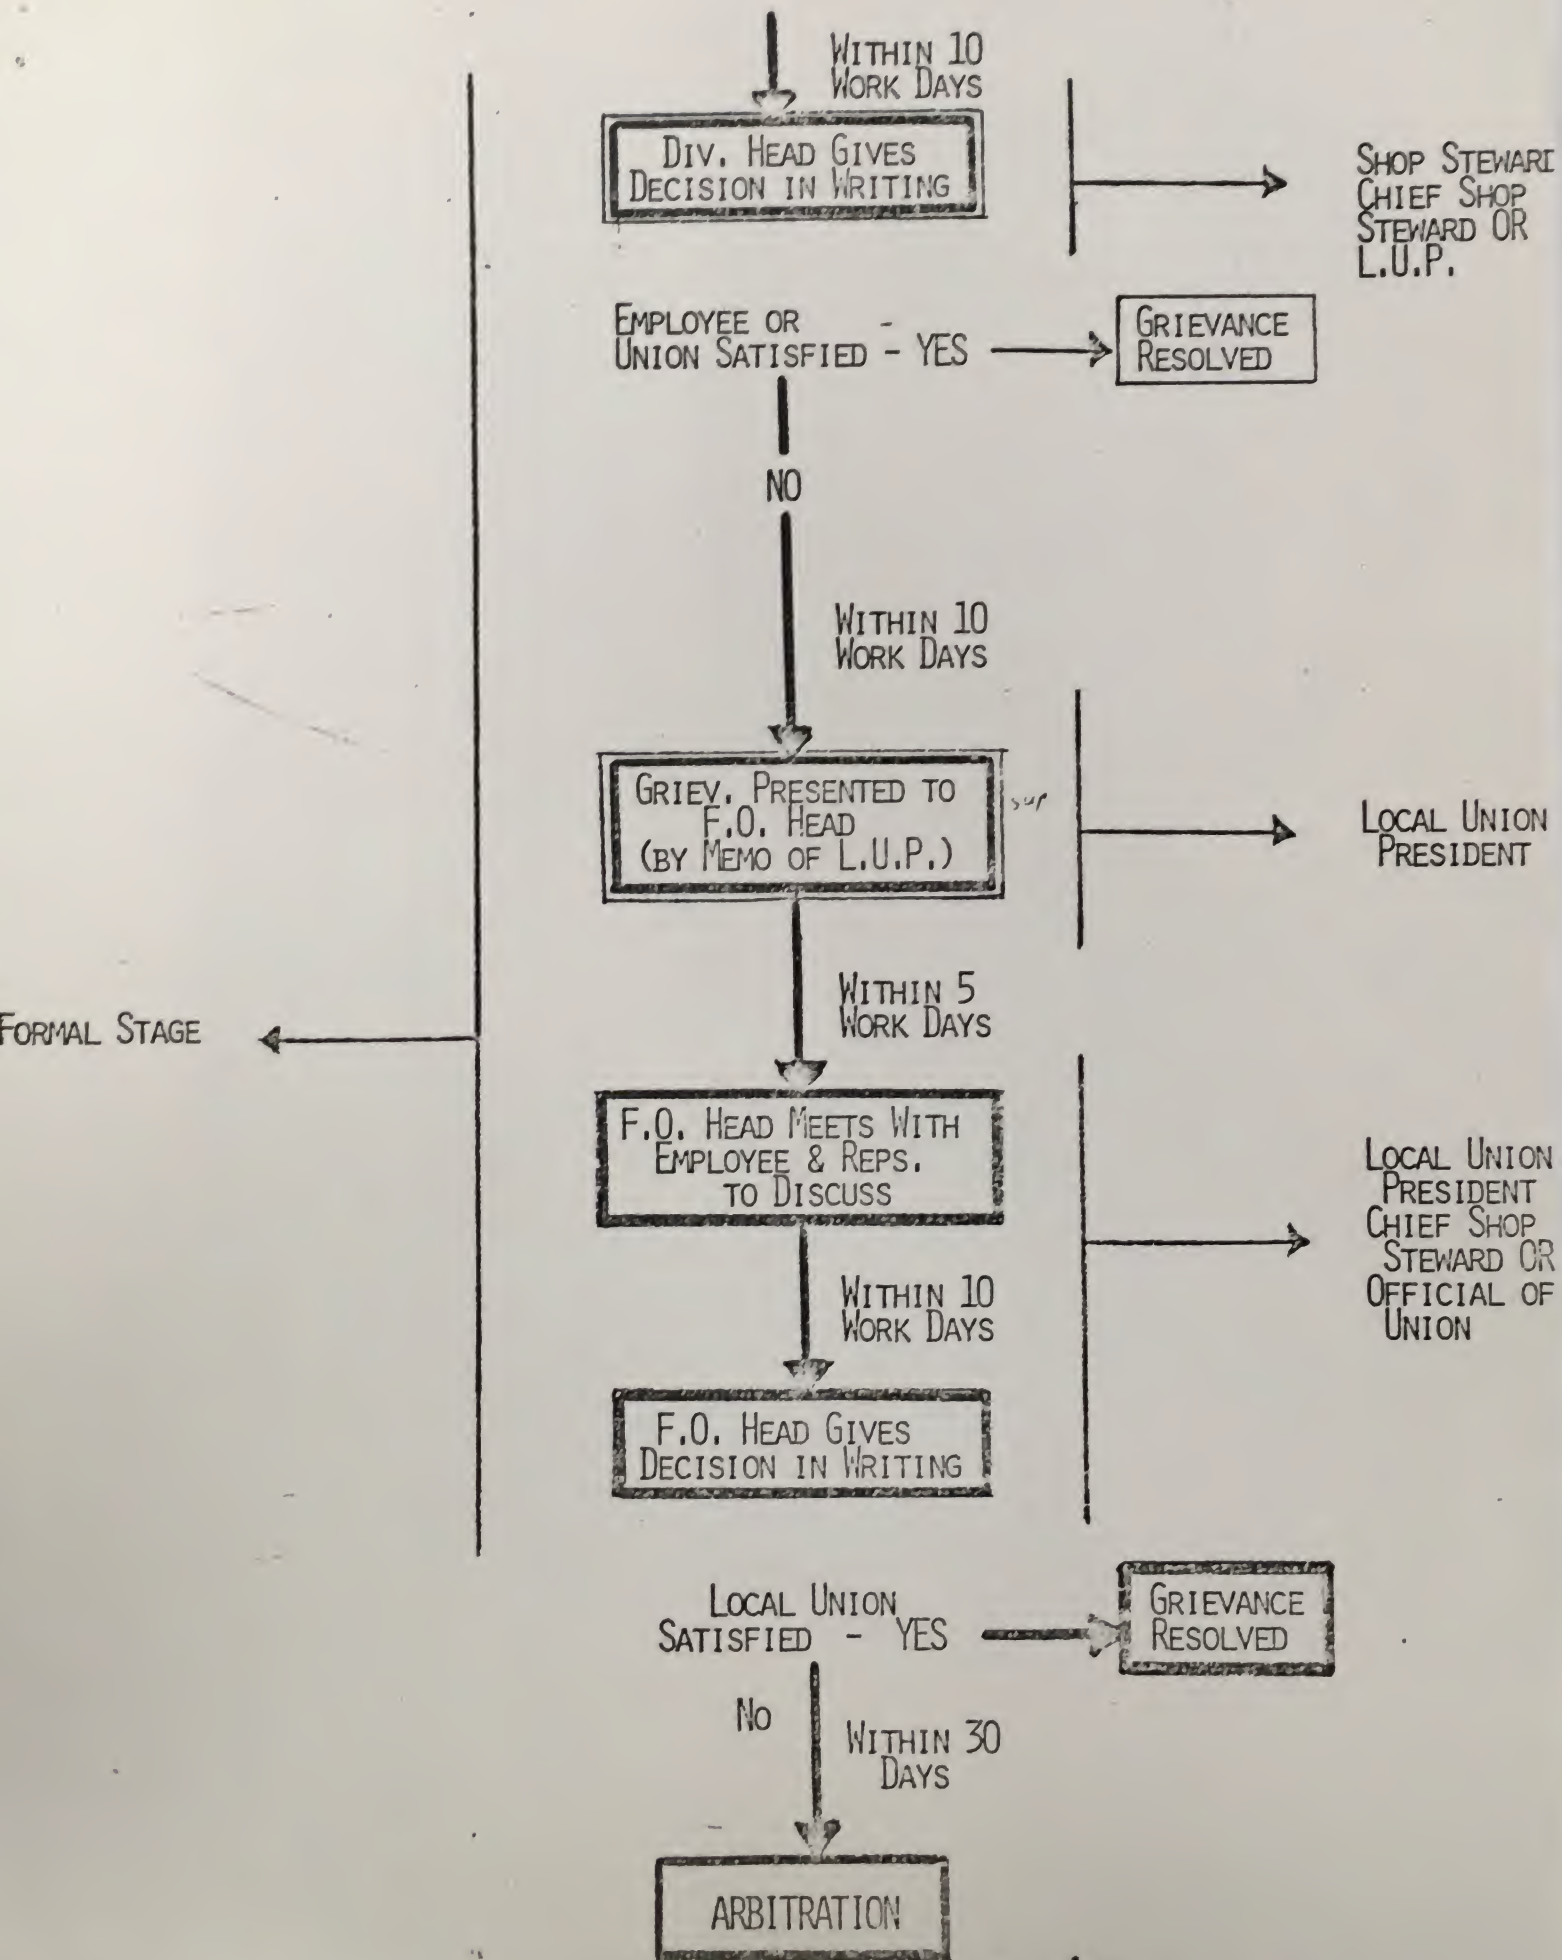 WITHIN 10
WORK DAYS
DIV. HEAD GIVES
DECISION IN WRITING
SHOP STEWARD
CHIEF SHOP
STEWARD OR
L.U.P.
EMPLOYEE OR -
UNION SATISFIED - YES
GRIEVANCE
RESOLVED
NO
WITHIN 10
WORK DAYS
GRIEV. PRESENTED TO
F.O. HEAD
(BY MEMO OF L.U.P.)
LOCAL UNION
PRESIDENT
WITHIN 5
WORK DAYS
FORMAL STAGE
F.O. HEAD MEETS WITH
EMPLOYEE & REPS.
TO DISCUSS
LOCAL UNION
PRESIDENT
CHIEF SHOP
STEWARD OR
OFFICIAL OF
UNION
WITHIN 10
WORK DAYS
F.O. HEAD GIVES
DECISION IN WRITING
LOCAL UNION
SATISFIED - YES
GRIEVANCE
RESOLVED
NO
WITHIN 30
DAYS
ARBITRATION